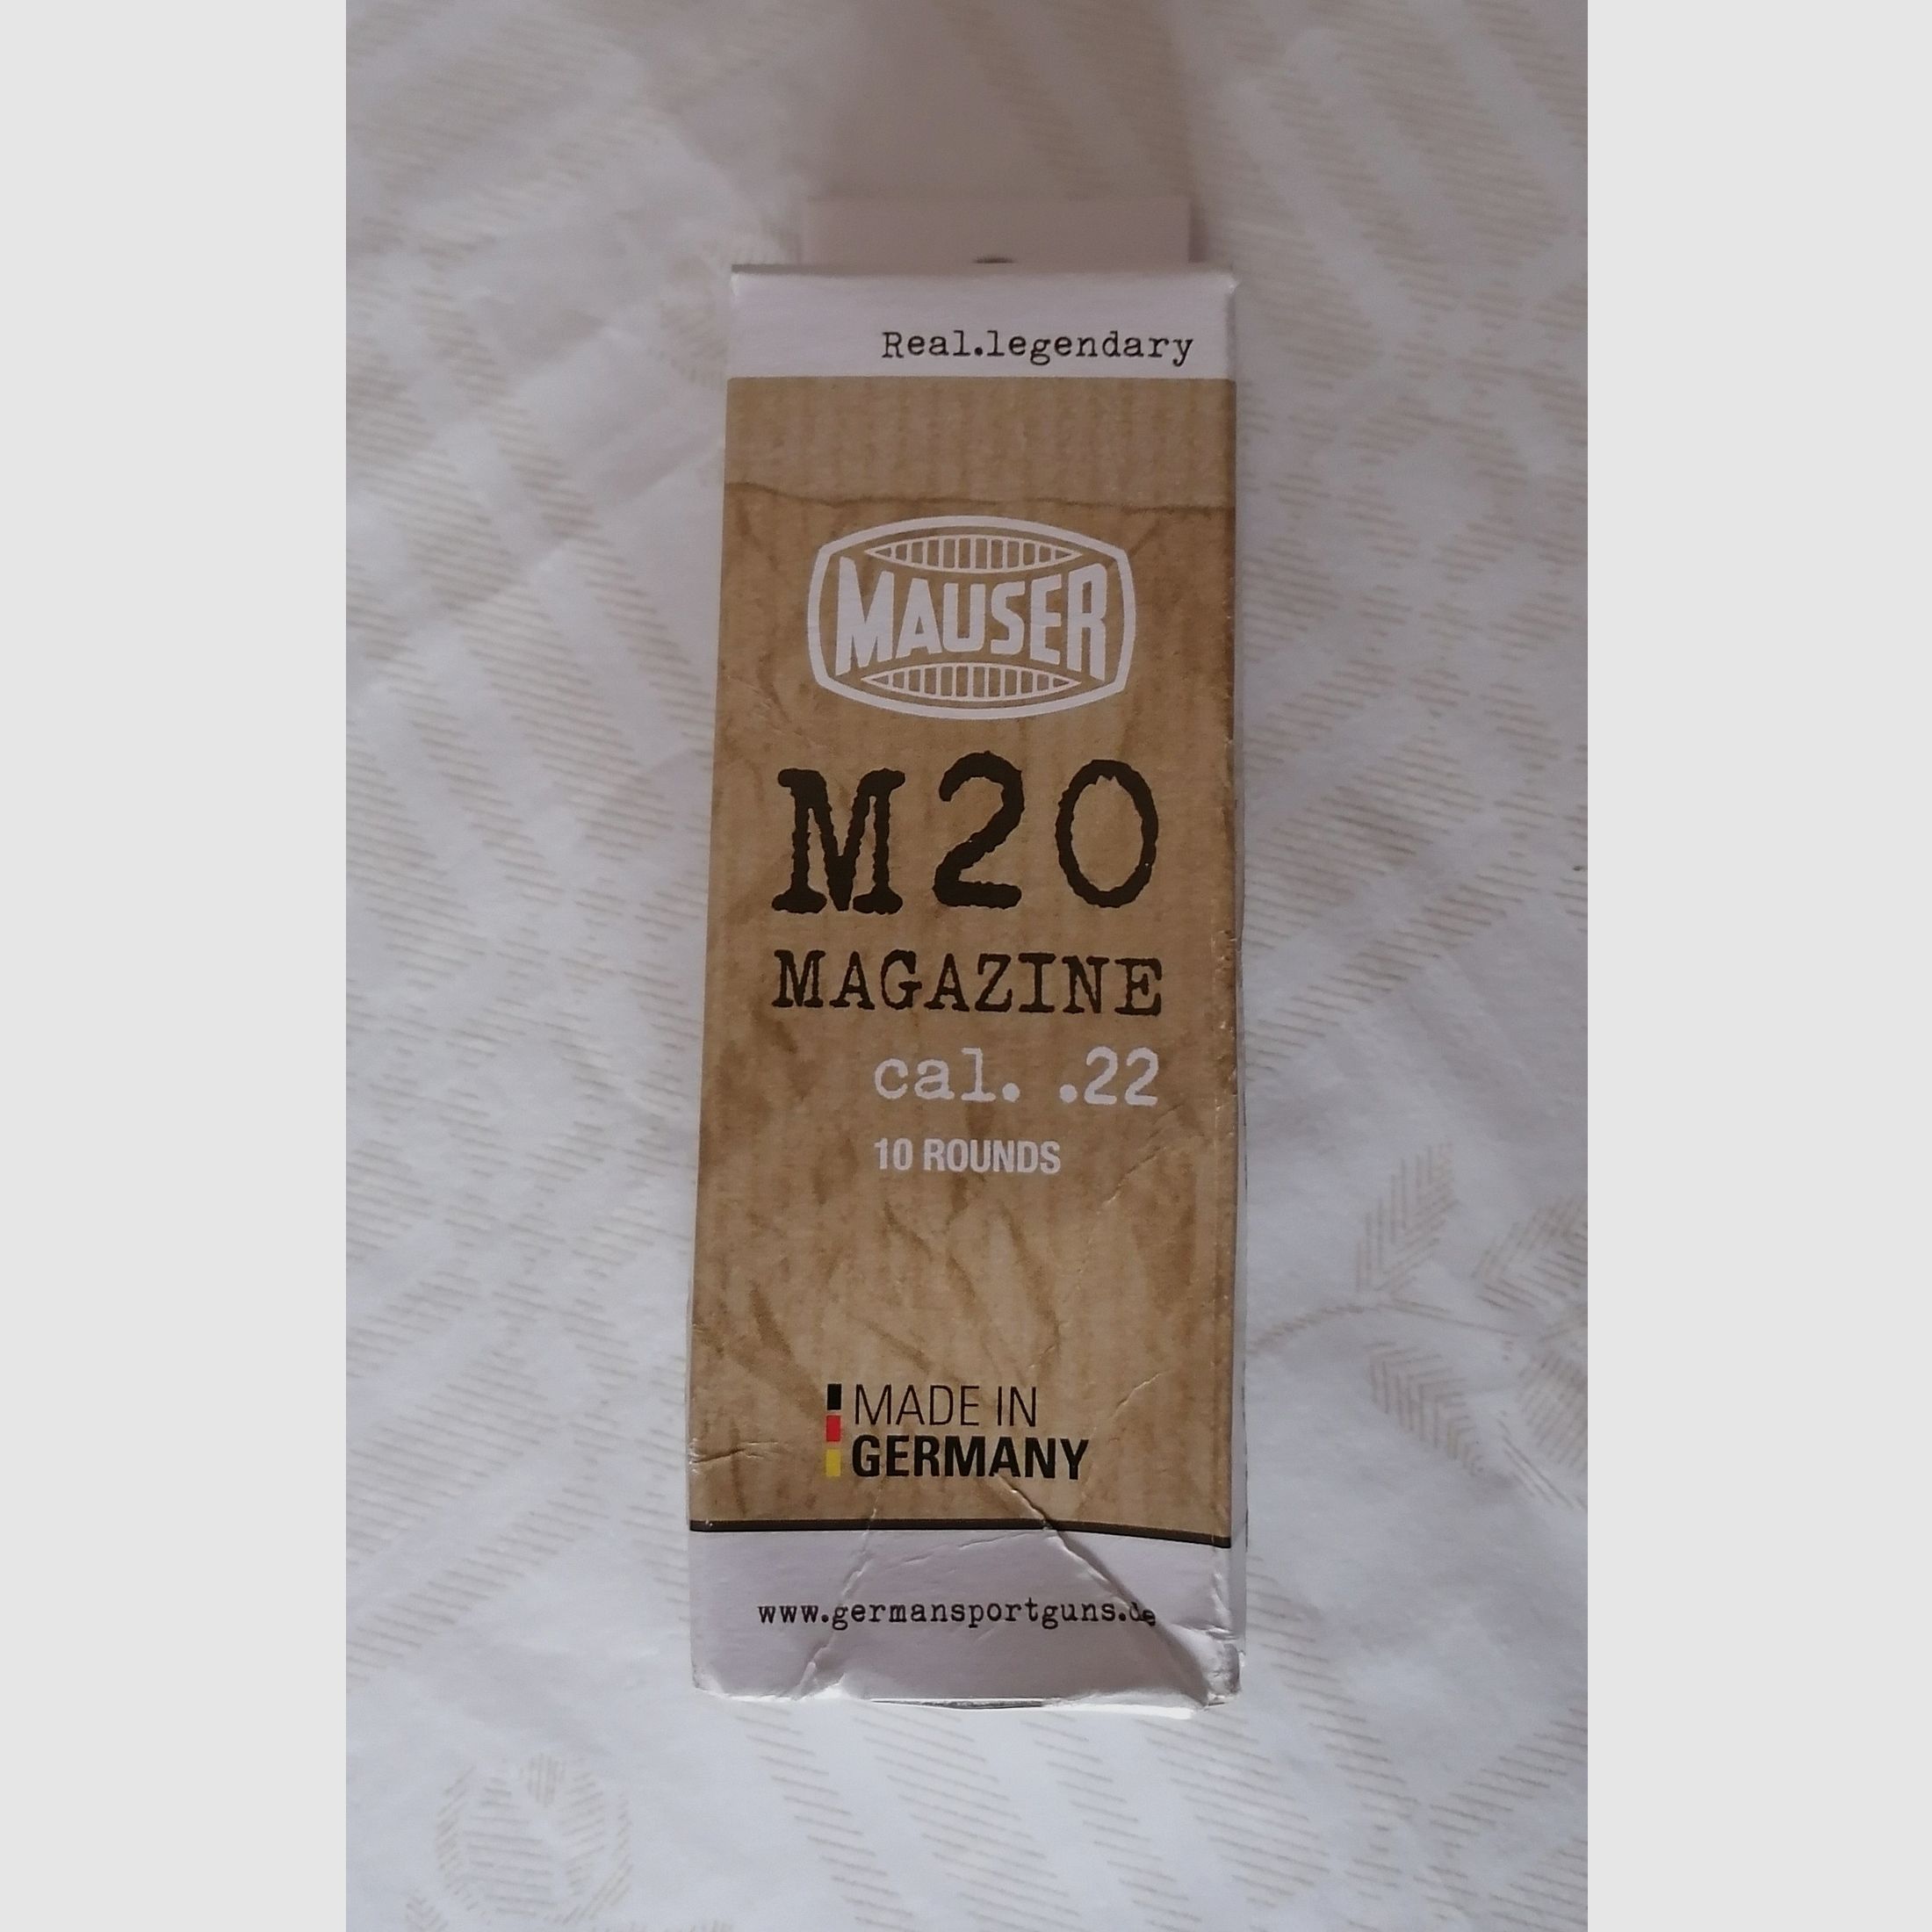 Real.legendary
MAUSER
M20
MAGAZINE
cal. .22
10 ROUNDS
MADE IN
GERMANY
www.germansportguns.de